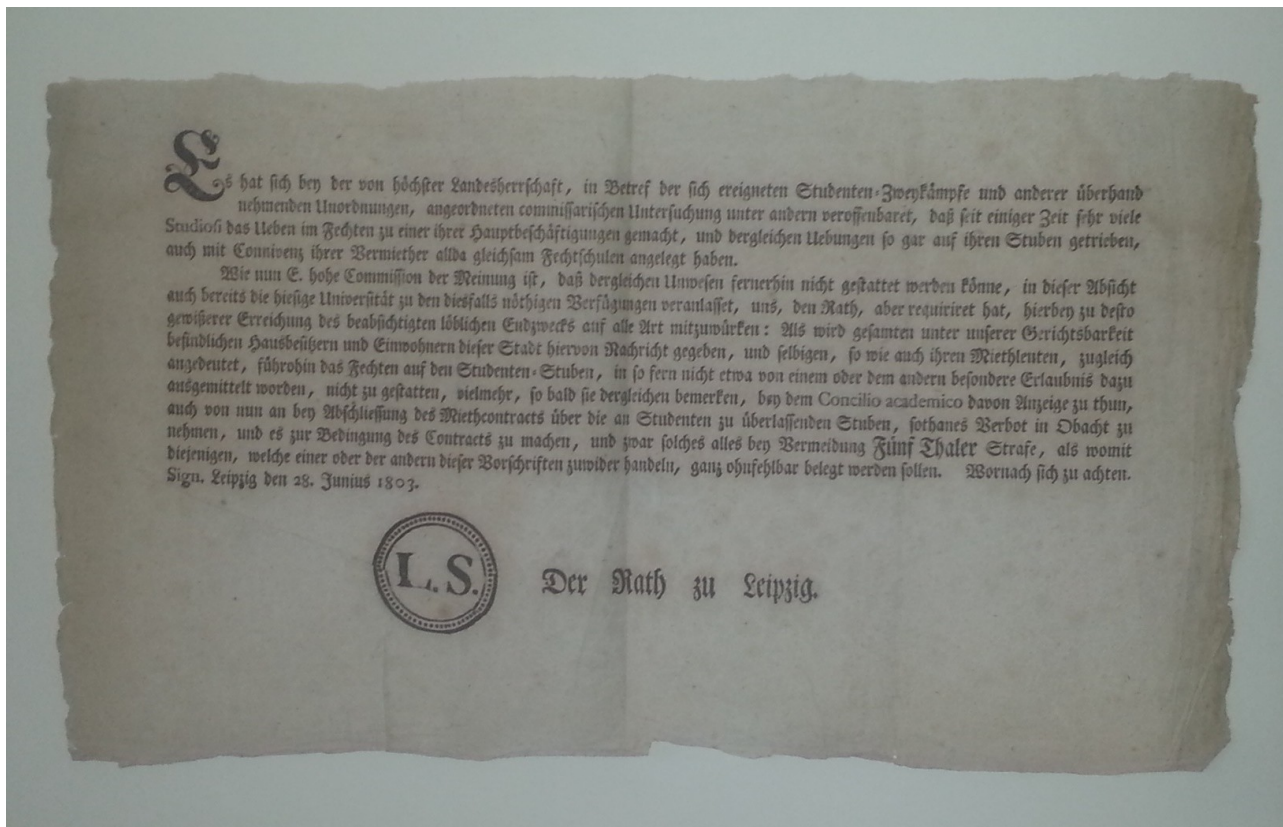 Es hat sich bey der von höchster Landesherrschaft, in Betref der sich ereigneten Studenten-Zweykämpfe und anderer überhand
nehmenden Unordnungen, angeordneten commissarischen Untersuchung unter andern veroffenbaret, daß seit einiger Zeit sehr viele
Studiosi das Ueben im Fechten zu einer ihrer Hauptbeschäftigungen gemacht, und dergleichen Uebungen so gar auf ihren Stuben getrieben,
auch mit Connivenz ihrer Vermiether allda gleichsam Fechtschulen angelegt haben.
Wie nun E. hohe Commission der Meinung ist, daß dergleichen Unwesen fernerhin nicht gestattet werden könne, in dieser Absicht
auch bereits die hiesige Universität zu den diesfalls nöthigen Verfügungen veranlasset, uns, den Rath, aber requiriret hat, hierbey zu desto
gewißerer Erreichung des beabsichtigten löblichen Endzwecks auf alle Art mitzuwürken: Als wird gesamten unter unserer Gerichtsbarkeit
befindlichen Hausbesitzern und Einwohnern dieser Stadt hiervon Nachricht gegeben, und selbigen, so wie auch ihren Miethleuten, zugleich
angedeutet, führohin das Fechten auf den Studenten-Stuben, in so fern nicht etwa von einem oder dem andern besondere Erlaubnis dazu
ausgemittelt worden, nicht zu gestatten, vielmehr, so bald sie dergleichen bemerken, bey dem Concilio academico davon Anzeige zu thun,
auch von nun an bey Abschliessung des Miethcontracts über die an Studenten zu überlassenden Stuben, sothanes Verbot in Obacht zu
nehmen, und es zur Bedingung des Contracts zu machen, und zwar solches alles bey Vermeidung Fünf Thaler Strafe, als womit
diejenigen, welche einer oder der andern dieser Vorschriften zuwider handeln, ganz ohnfehlbar belegt werden sollen. Wornach sich zu achten.
Sign. Leipzig den 28. Junius 1803.
L. S.
Der Rath zu Leipzig.